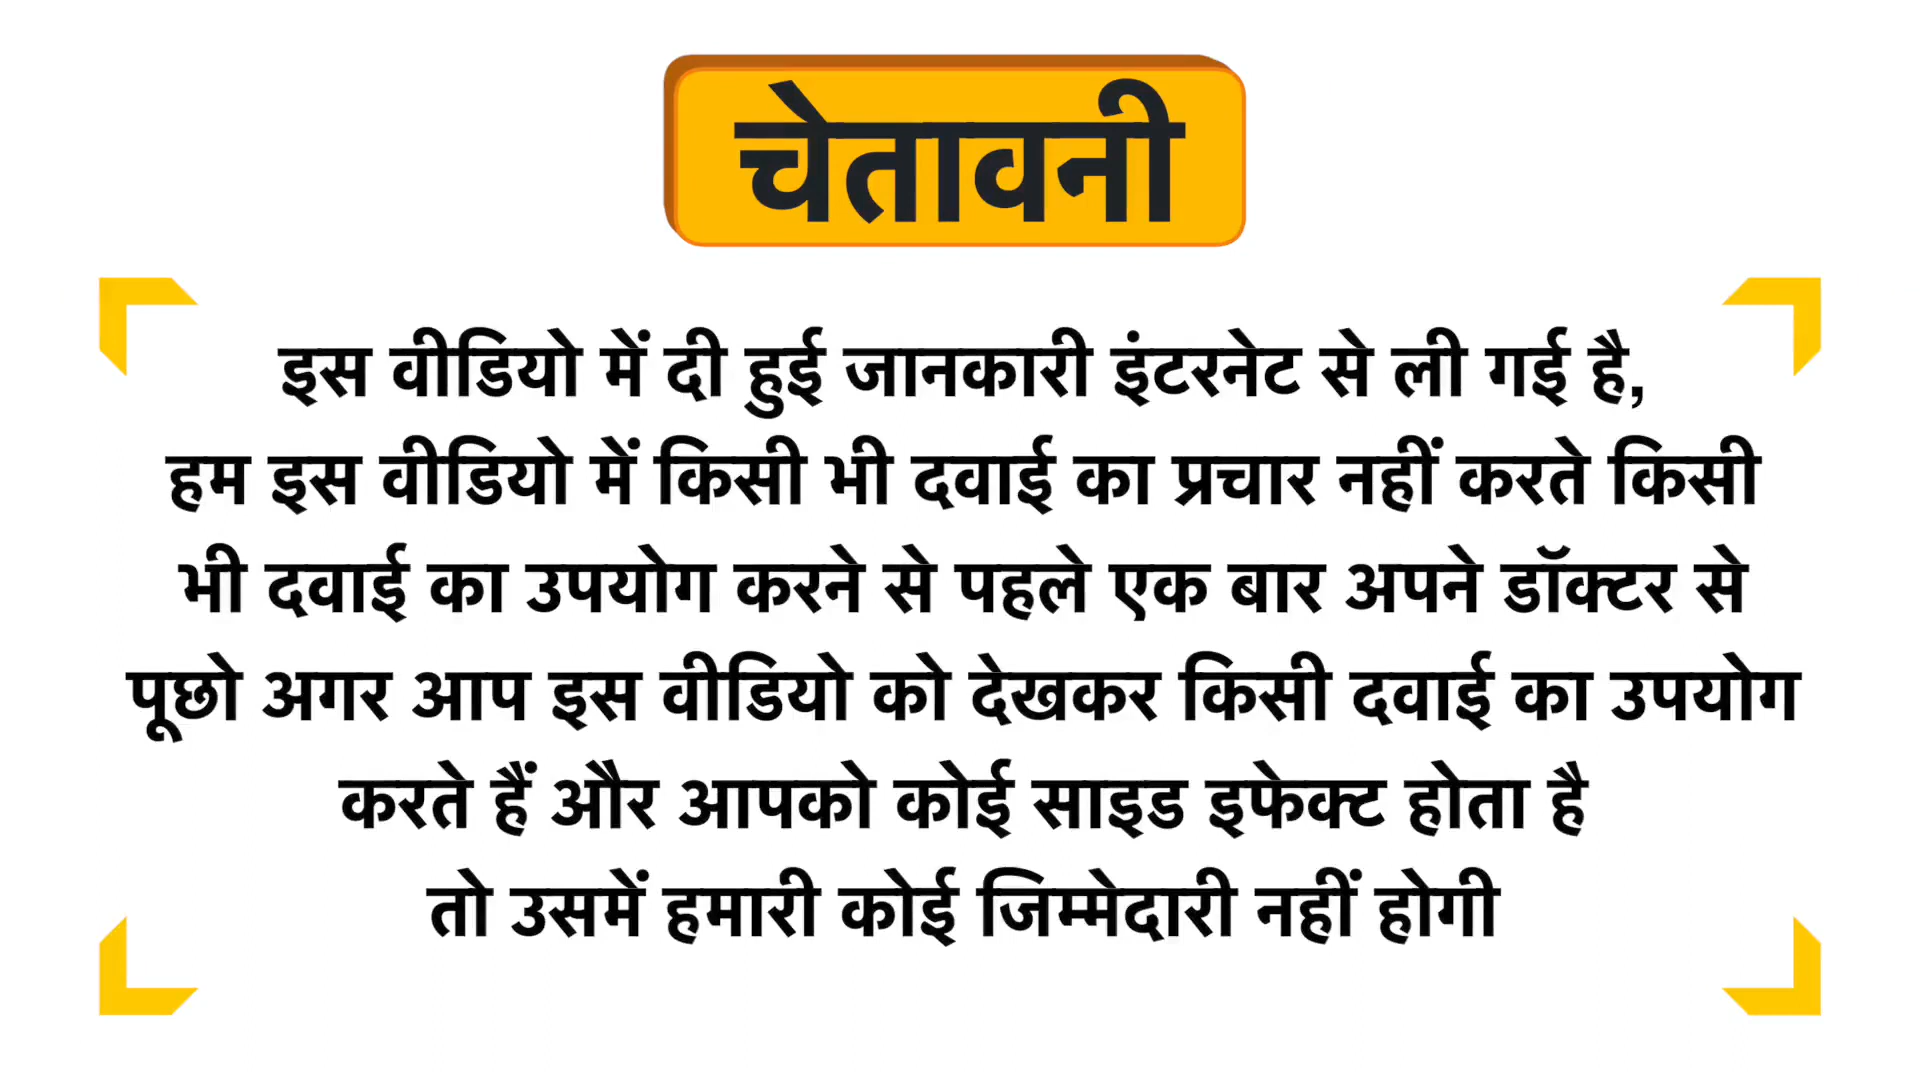 चेतावनी
इस वीडियो में दी हुई जानकारी इंटरनेट से ली गई है,
हम इस वीडियो में किसी भी दवाई का प्रचार नहीं करते किसी
भी दवाई का उपयोग करने से पहले एक बार अपने डॉक्टर से
पूछो अगर आप इस वीडियो को देखकर किसी दवाई का उपयोग
करते हैं और आपको कोई साइड इफेक्ट होता है
तो उसमें हमारी कोई जिम्मेदारी नहीं होगी